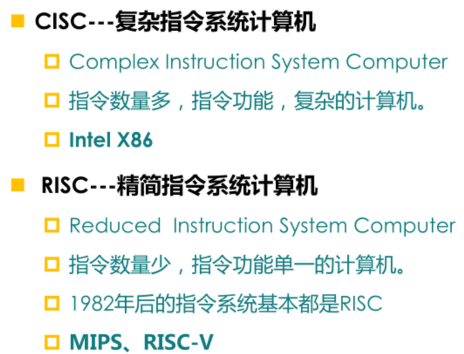 CISC---复杂指令系统计算机
Complex Instruction System Computer
指令数量多，指令功能，复杂的计算机。
Intel X86
RISC---精简指令系统计算机
Reduced Instruction System Computer
指令数量少，指令功能单一的计算机。
1982年后的指令系统基本都是RISC
MIPS、RISC-V